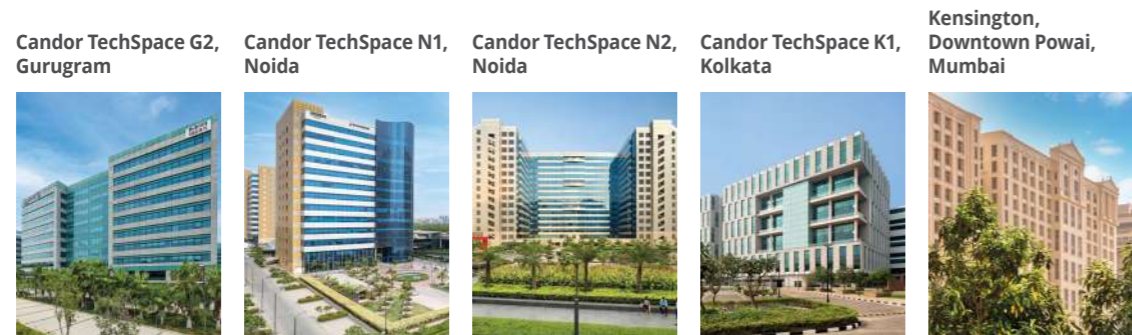 Candor TechSpace G2,
Gurugram
Candor TechSpace N1,
Noida
Candor TechSpace N2,
Noida
Candor TechSpace K1,
Kolkata
Kensington,
Downtown Powai,
Mumbai